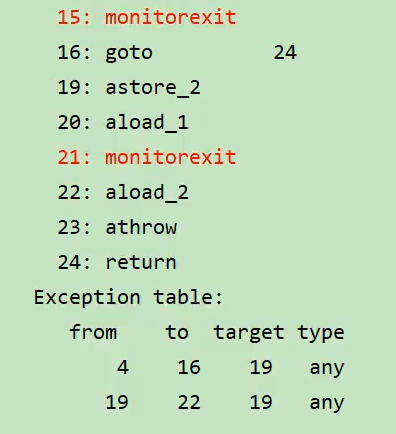 15: monitorexit
16: goto          24
19: astore_2
20: aload_1
21: monitorexit
22: aload_2
23: athrow
24: return
Exception table:
from    to  target type
4    16    19   any
19    22    19   any